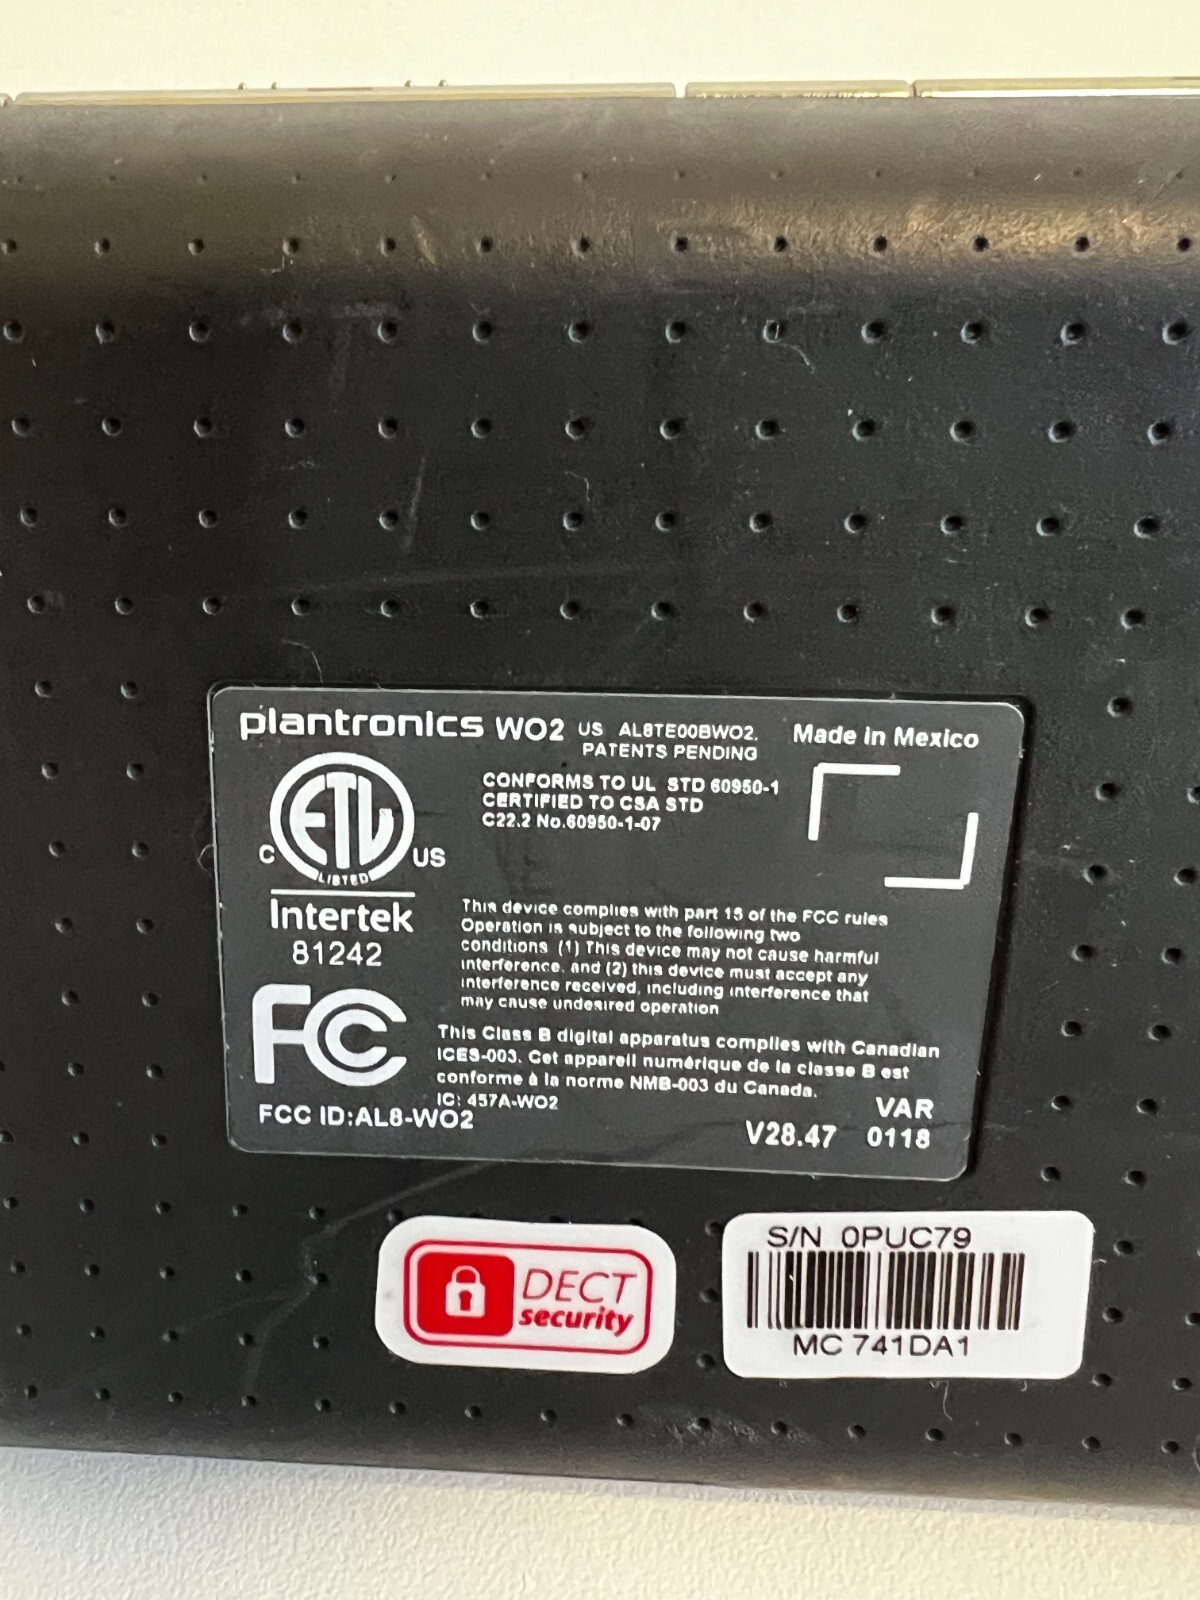 plantronics WO2 US AL8TE00BWO2.
PATENTS PENDING
Made in Mexico
CONFORMS TO UL STD 60950-1
CERTIFIED TO CSA STD
C22.2 No.60950-1-07
C ETL US
LISTED
Intertek
81242
This device complies with part 15 of the FCC rules
Operation is subject to the following two
conditions (1) This device may not cause harmful
interference, and (2) this device must accept any
interference received, including interference that
may cause undesired operation
FC
This Class B digital apparatus complies with Canadian
ICES-003. Cet appareil numérique de la classe B est
conforme à la norme NMB-003 du Canada.
IC: 457A-WO2
FCC ID:AL8-WO2
VAR
V28.47 0118
DECT
security
S/N 0PUC79
MC 741DA1